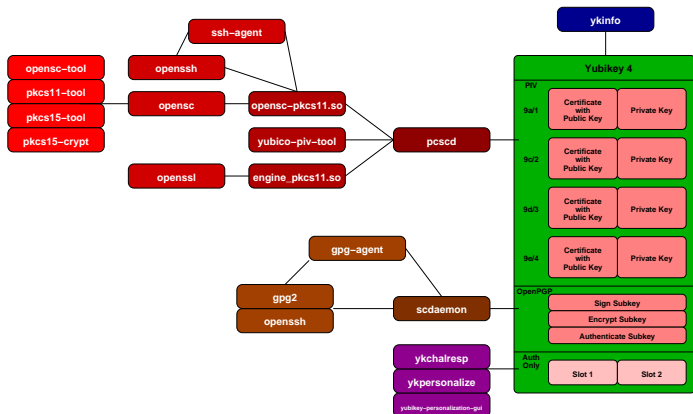 ykinfo
ssh-agent
opensc-tool
openssh
Yubikey 4
pkcs11-tool
PIV
opensc
opensc-pkcs11.so
9a/1
Certificate
with
Public Key
Private Key
pkcs15-tool
pkcs15-crypt
yubico-piv-tool
pcscd
9c/2
Certificate
with
Public Key
Private Key
openssl
engine_pkcs11.so
9d/3
Certificate
with
Public Key
Private Key
gpg-agent
9e/4
Certificate
with
Public Key
Private Key
gpg2
openssh
scdaemon
OpenPGP
Sign Subkey
Encrypt Subkey
Authenticate Subkey
ykchalresp
ykpersonalize
yubikey-personalization-gui
Auth
Only
Slot 1
Slot 2